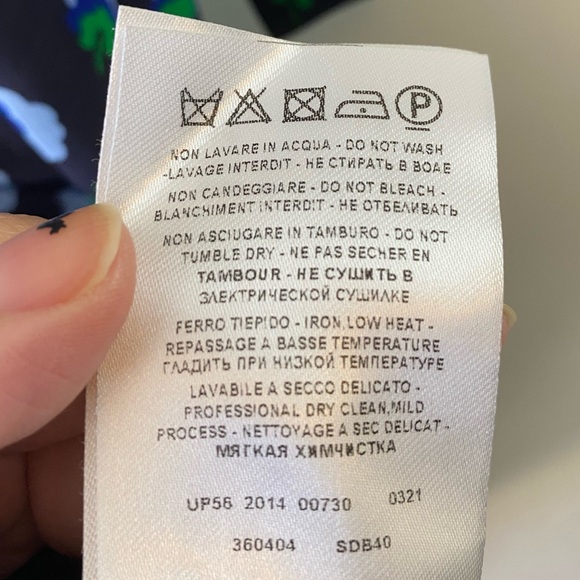 P
NON LAVARE IN ACQUA - DO NOT WASH
-LAVAGE INTERDIT - НЕ СТИРАТЬ В ВОАЕ
NON CANDEGGIARE - DO NOT BLEACH -
BLANCHIMENT INTERDIT - НЕ ОТБЕЛИВАТЬ
NON ASCIUGARE IN TAMBURO - DO NOT
TUMBLE DRY - NE PAS SECHER EN
TAMBOUR - НЕ СУШИТЬ В
ЭЛЕКТРИЧЕСКОЙ СУШИЛКЕ
FERRO TIEPIDO - IRON,LOW HEAT -
REPASSAGE A BASSE TEMPERATURE
ГЛАДИТЬ ПРИ НИЗКОЙ ТЕМПЕРАТУРЕ
LAVABILE A SECCO DELICATO -
PROFESSIONAL DRY CLEAN,MILD
PROCESS - NETTOYAGE A SEC DELICAT -
МЯГКАЯ ХИМЧИСТКА
UP56 2014 00730 0321
360404 SDB40